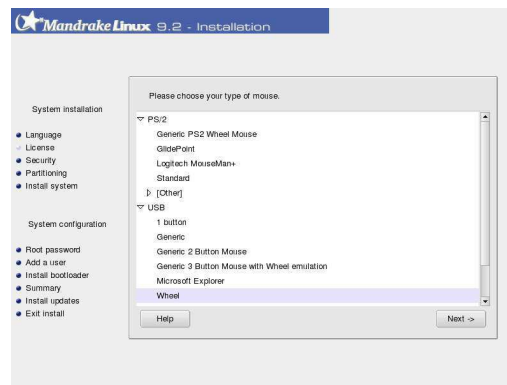 Mandrake Linux 9.2 - Installation
System installation
Language
License
Security
Partitioning
Install system
System configuration
Root password
Add a user
Install bootloader
Summary
Install updates
Exit install
Please choose your type of mouse.
PS/2
Generic PS2 Wheel Mouse
GlidePoint
Logitech MouseMan+
Standard
[Other]
USB
1 button
Generic
Generic 2 Button Mouse
Generic 3 Button Mouse with Wheel emulation
Microsoft Explorer
Wheel
Help
Next ->